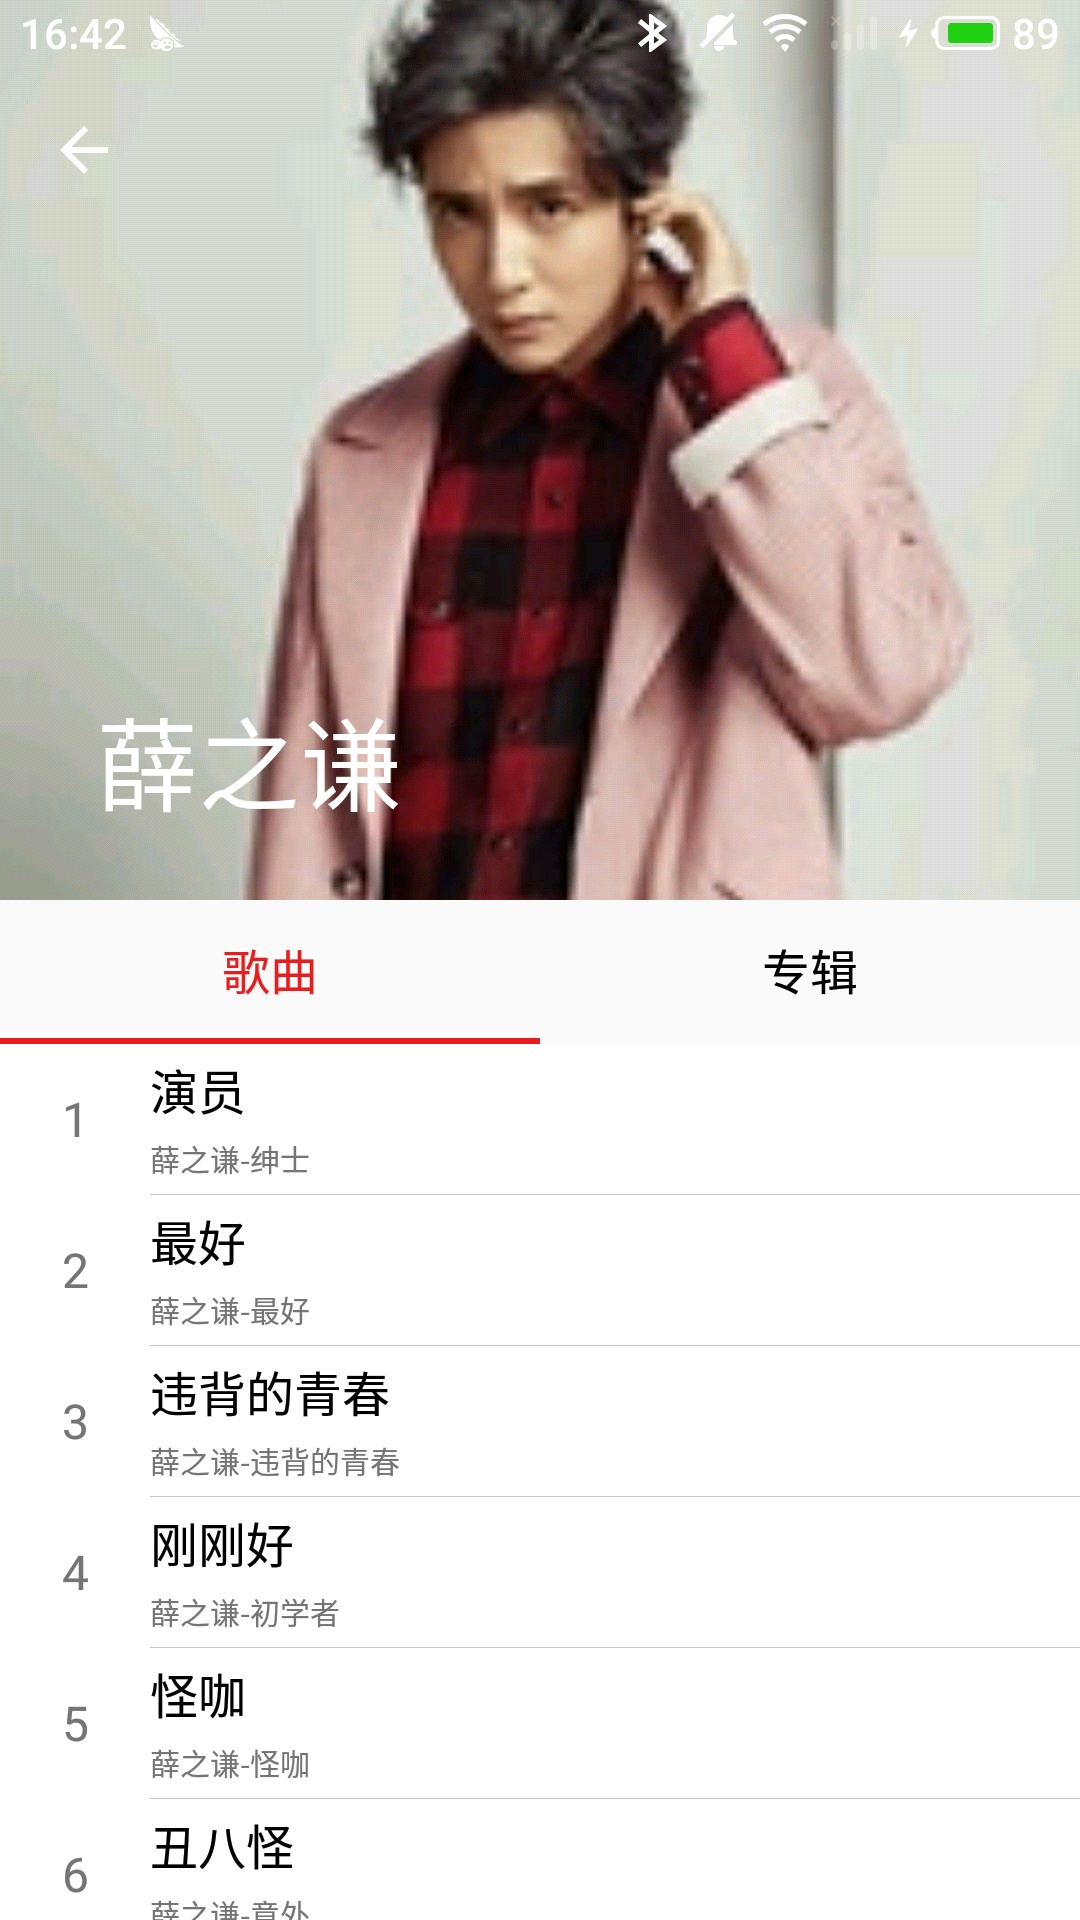 16:42
89
薛之谦
歌曲
专辑
1
演员
薛之谦-绅士
2
最好
薛之谦-最好
3
违背的青春
薛之谦-违背的青春
4
刚刚好
薛之谦-初学者
5
怪咖
薛之谦-怪咖
6
丑八怪
薛之谦-意外